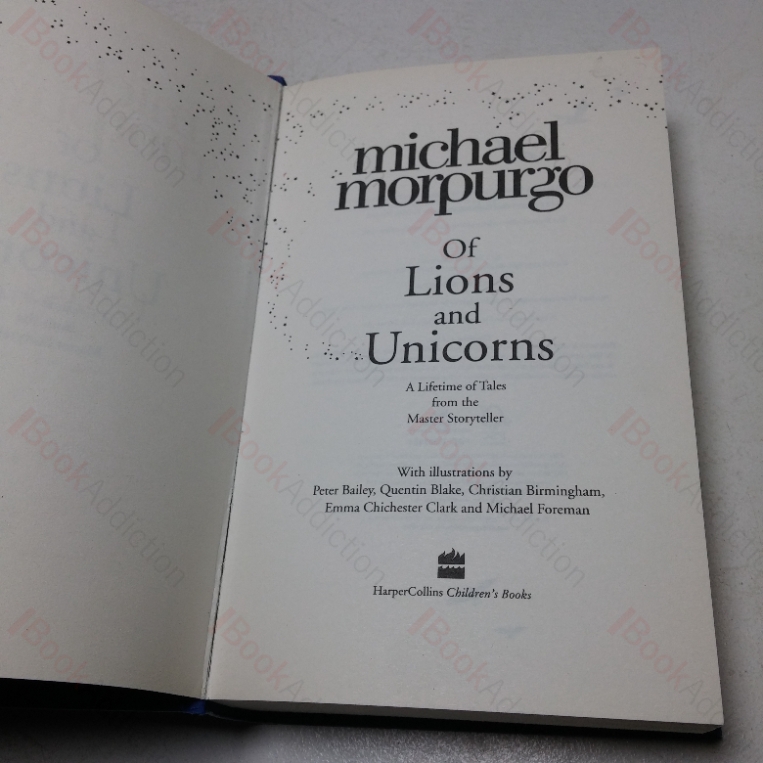 michael
morpurgo
Of
Lions
and
Unicorns
A Lifetime of Tales
from the
Master Storyteller
With illustrations by
Peter Bailey, Quentin Blake, Christian Birmingham,
Emma Chichester Clark and Michael Foreman
HarperCollins Children's Books
BookAddiction